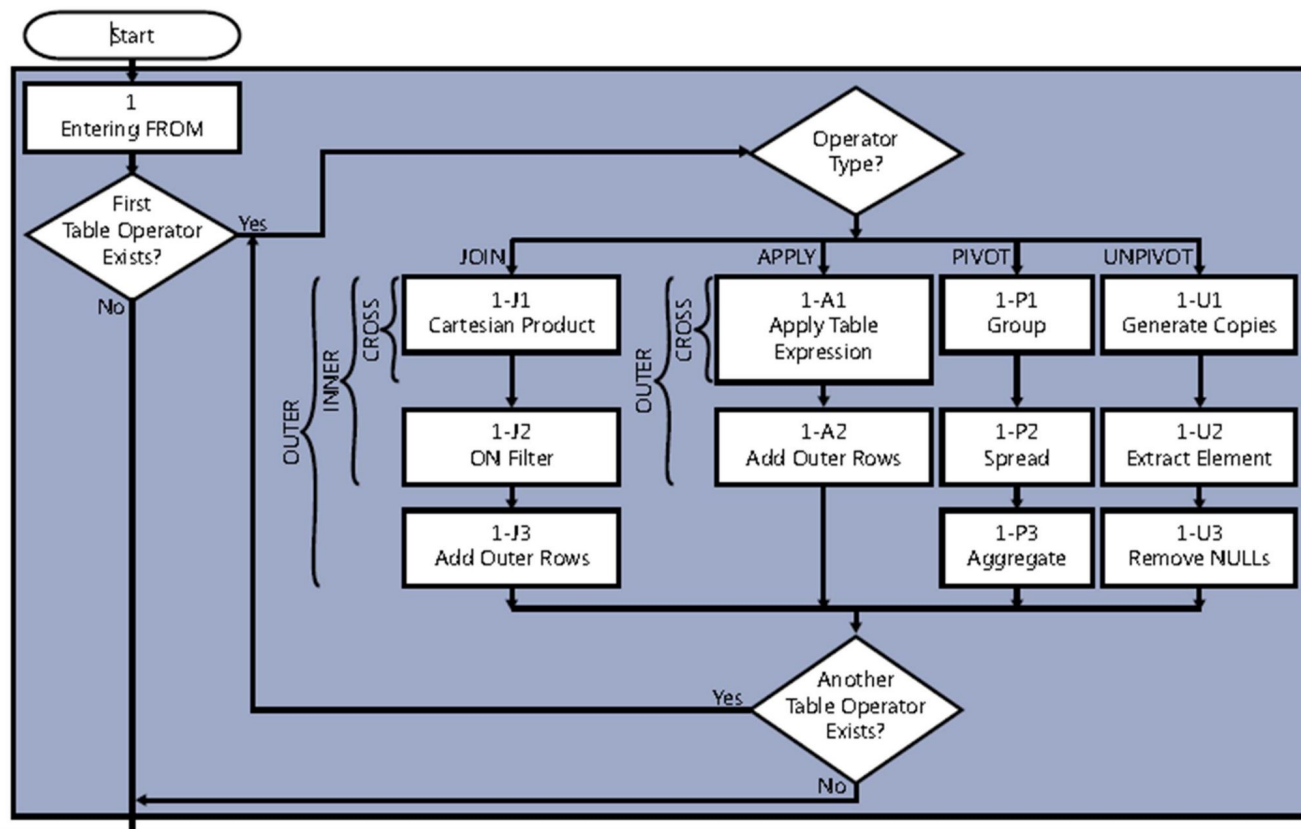 Start
1
Entering FROM
First
Table Operator
Exists?
Yes
No
Operator
Type?
JOIN
APPLY
PIVOT
UNPIVOT
OUTER
INNER
CROSS
1-J1
Cartesian Product
1-J2
ON Filter
1-J3
Add Outer Rows
OUTER
CROSS
1-A1
Apply Table
Expression
1-A2
Add Outer Rows
1-P1
Group
1-P2
Spread
1-P3
Aggregate
1-U1
Generate Copies
1-U2
Extract Element
1-U3
Remove NULLs
Another
Table Operator
Exists?
Yes
No